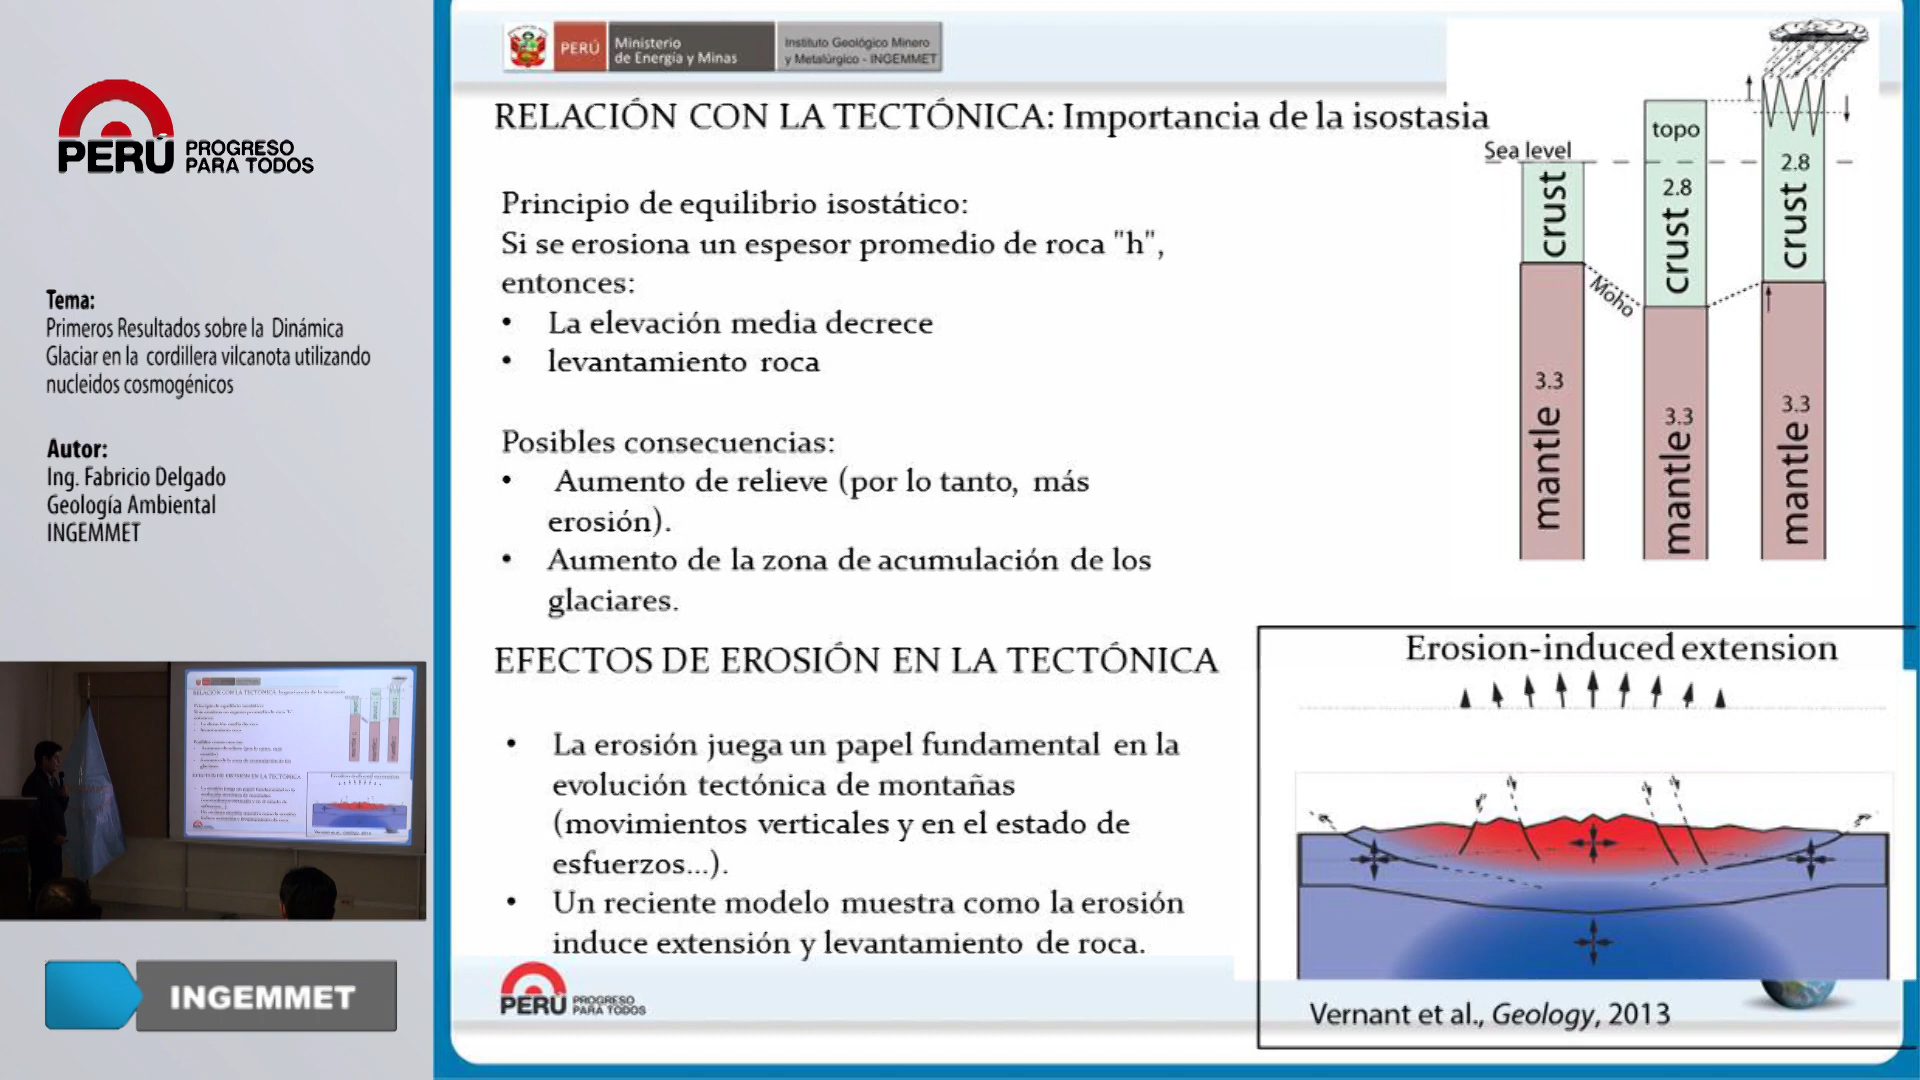 PERÚ PROGRESO
PARA TODOS
Tema:
Primeros Resultados sobre la Dinámica
Glaciar en la cordillera vilcanota utilizando
nucleidos cosmogénicos
Autor:
Ing. Fabricio Delgado
Geología Ambiental
INGEMMET
INGEMMET
PERÚ
Ministerio
de Energía y Minas
Instituto Geológico Minero
y Metalúrgico - INGEMMET
RELACIÓN CON LA TECTÓNICA: Importancia de la isostasia
Principio de equilibrio isostático:
Si se erosiona un espesor promedio de roca "h",
entonces:
• La elevación media decrece
• levantamiento roca
Posibles consecuencias:
• Aumento de relieve (por lo tanto, más
erosión).
• Aumento de la zona de acumulación de los
glaciares.
EFECTOS DE EROSIÓN EN LA TECTÓNICA
• La erosión juega un papel fundamental en la
evolución tectónica de montañas
(movimientos verticales y en el estado de
esfuerzos...).
• Un reciente modelo muestra como la erosión
induce extensión y levantamiento de roca.
PERÚ PROGRESO
PARA TODOS
Sea level
crust
3.3
mantle
Moho
topo
2.8
crust
3.3
mantle
2.8
crust
3.3
mantle
Erosion-induced extension
Vernant et al., Geology, 2013